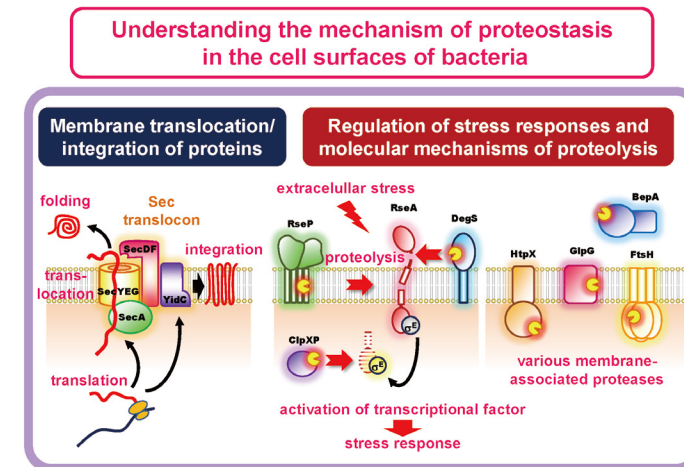 Understanding the mechanism of proteostasis
in the cell surfaces of bacteria
Membrane translocation/
integration of proteins
Regulation of stress responses and
molecular mechanisms of proteolysis
folding
Sec
translocon
SecDF
integration
trans-
location
SecYEG
YidC
SecA
translation
extracellular stress
RseP
RseA
DegS
proteolysis
σE
ClpXP
σE
activation of transcriptional factor
stress response
BepA
HtpX
GlpG
FtsH
various membrane-
associated proteases